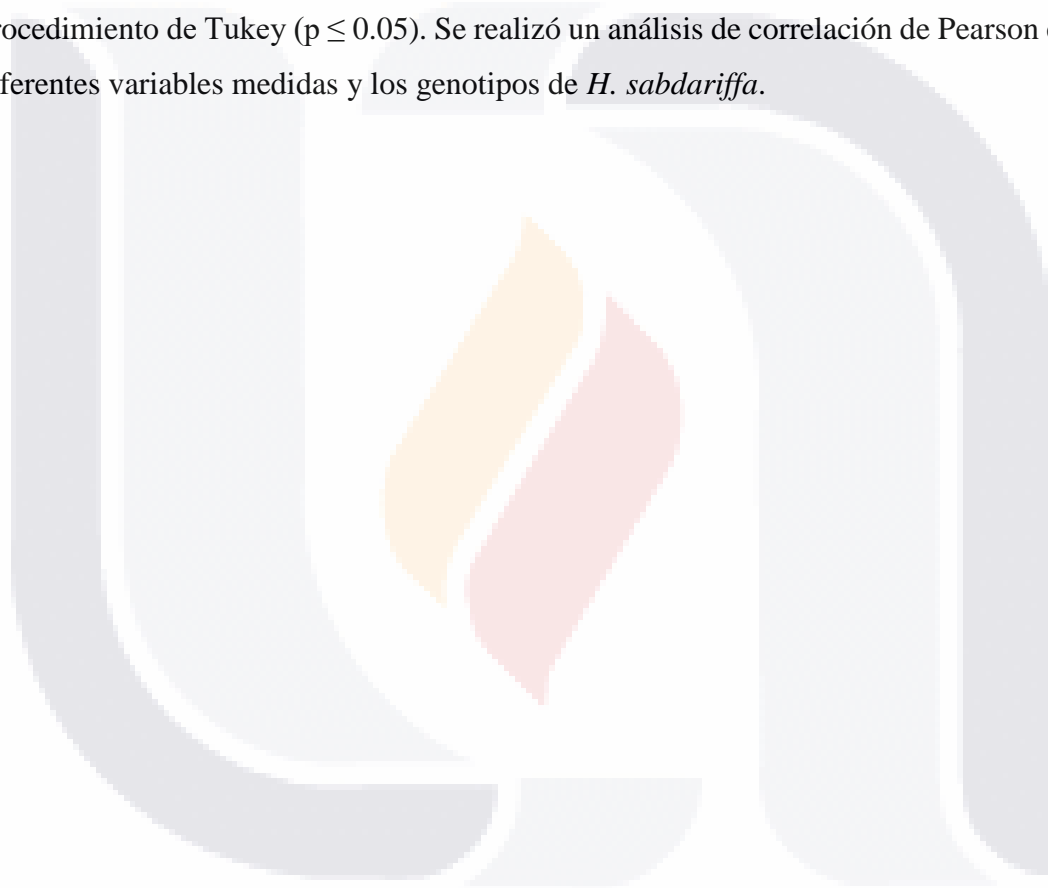 rocedimiento de Tukey (p ≤ 0.05). Se realizó un análisis de correlación de Pearson
ferentes variables medidas y los genotipos de H. sabdariffa.